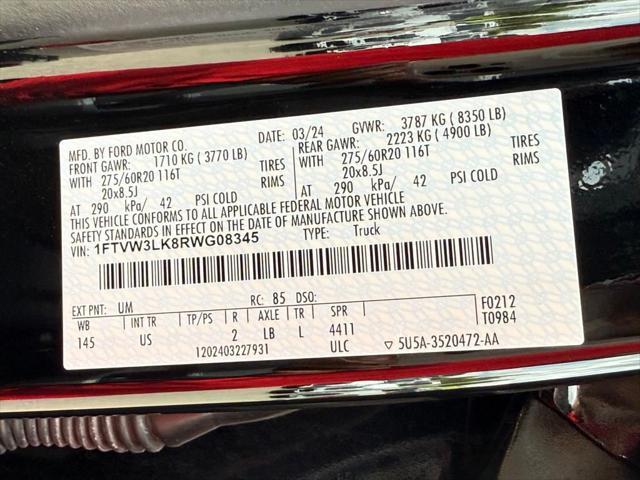 MFD. BY FORD MOTOR CO. DATE: 03/24 GVWR: 3787 KG ( 8350 LB)
FRONT GAWR: 1710 KG ( 3770 LB) REAR GAWR: 2223 KG ( 4900 LB)
WITH 275/60R20 116T TIRES WITH 275/60R20 116T TIRES
20x8.5J RIMS 20x8.5J RIMS
AT 290 kPa/ 42 PSI COLD AT 290 kPa/ 42 PSI COLD
THIS VEHICLE CONFORMS TO ALL APPLICABLE FEDERAL MOTOR VEHICLE
SAFETY STANDARDS IN EFFECT ON THE DATE OF MANUFACTURE SHOWN ABOVE.
VIN: 1FTVW3LK8RWG08345 TYPE: Truck
EXT PNT: UM RC: 85 DSO: F0212
WB INT TR TP/PS R AXLE TR SPR T0984
145 US 2 LB L 4411
1202403227931 ULC ▽ 5U5A-3520472-AA